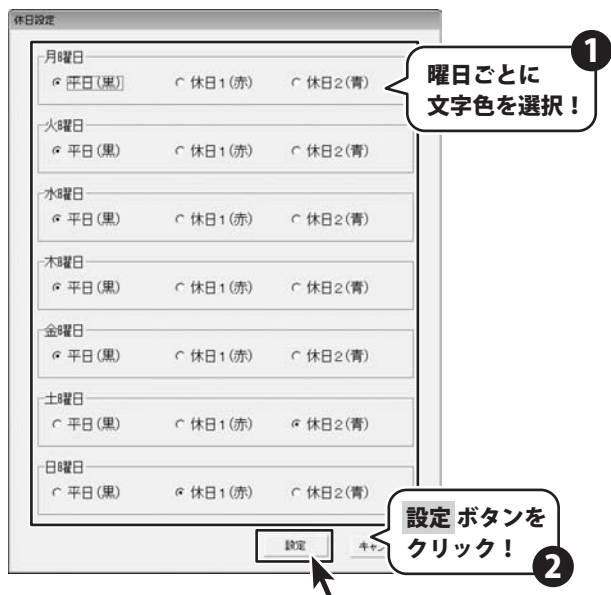 休日設定
月曜日
平日(黒) 休日1(赤) 休日2(青)
火曜日
平日(黒) 休日1(赤) 休日2(青)
水曜日
平日(黒) 休日1(赤) 休日2(青)
木曜日
平日(黒) 休日1(赤) 休日2(青)
金曜日
平日(黒) 休日1(赤) 休日2(青)
土曜日
平日(黒) 休日1(赤) 休日2(青)
日曜日
平日(黒) 休日1(赤) 休日2(青)
設定 キャン
1
曜日ごとに
文字色を選択!
設定 ボタンを
クリック!
2